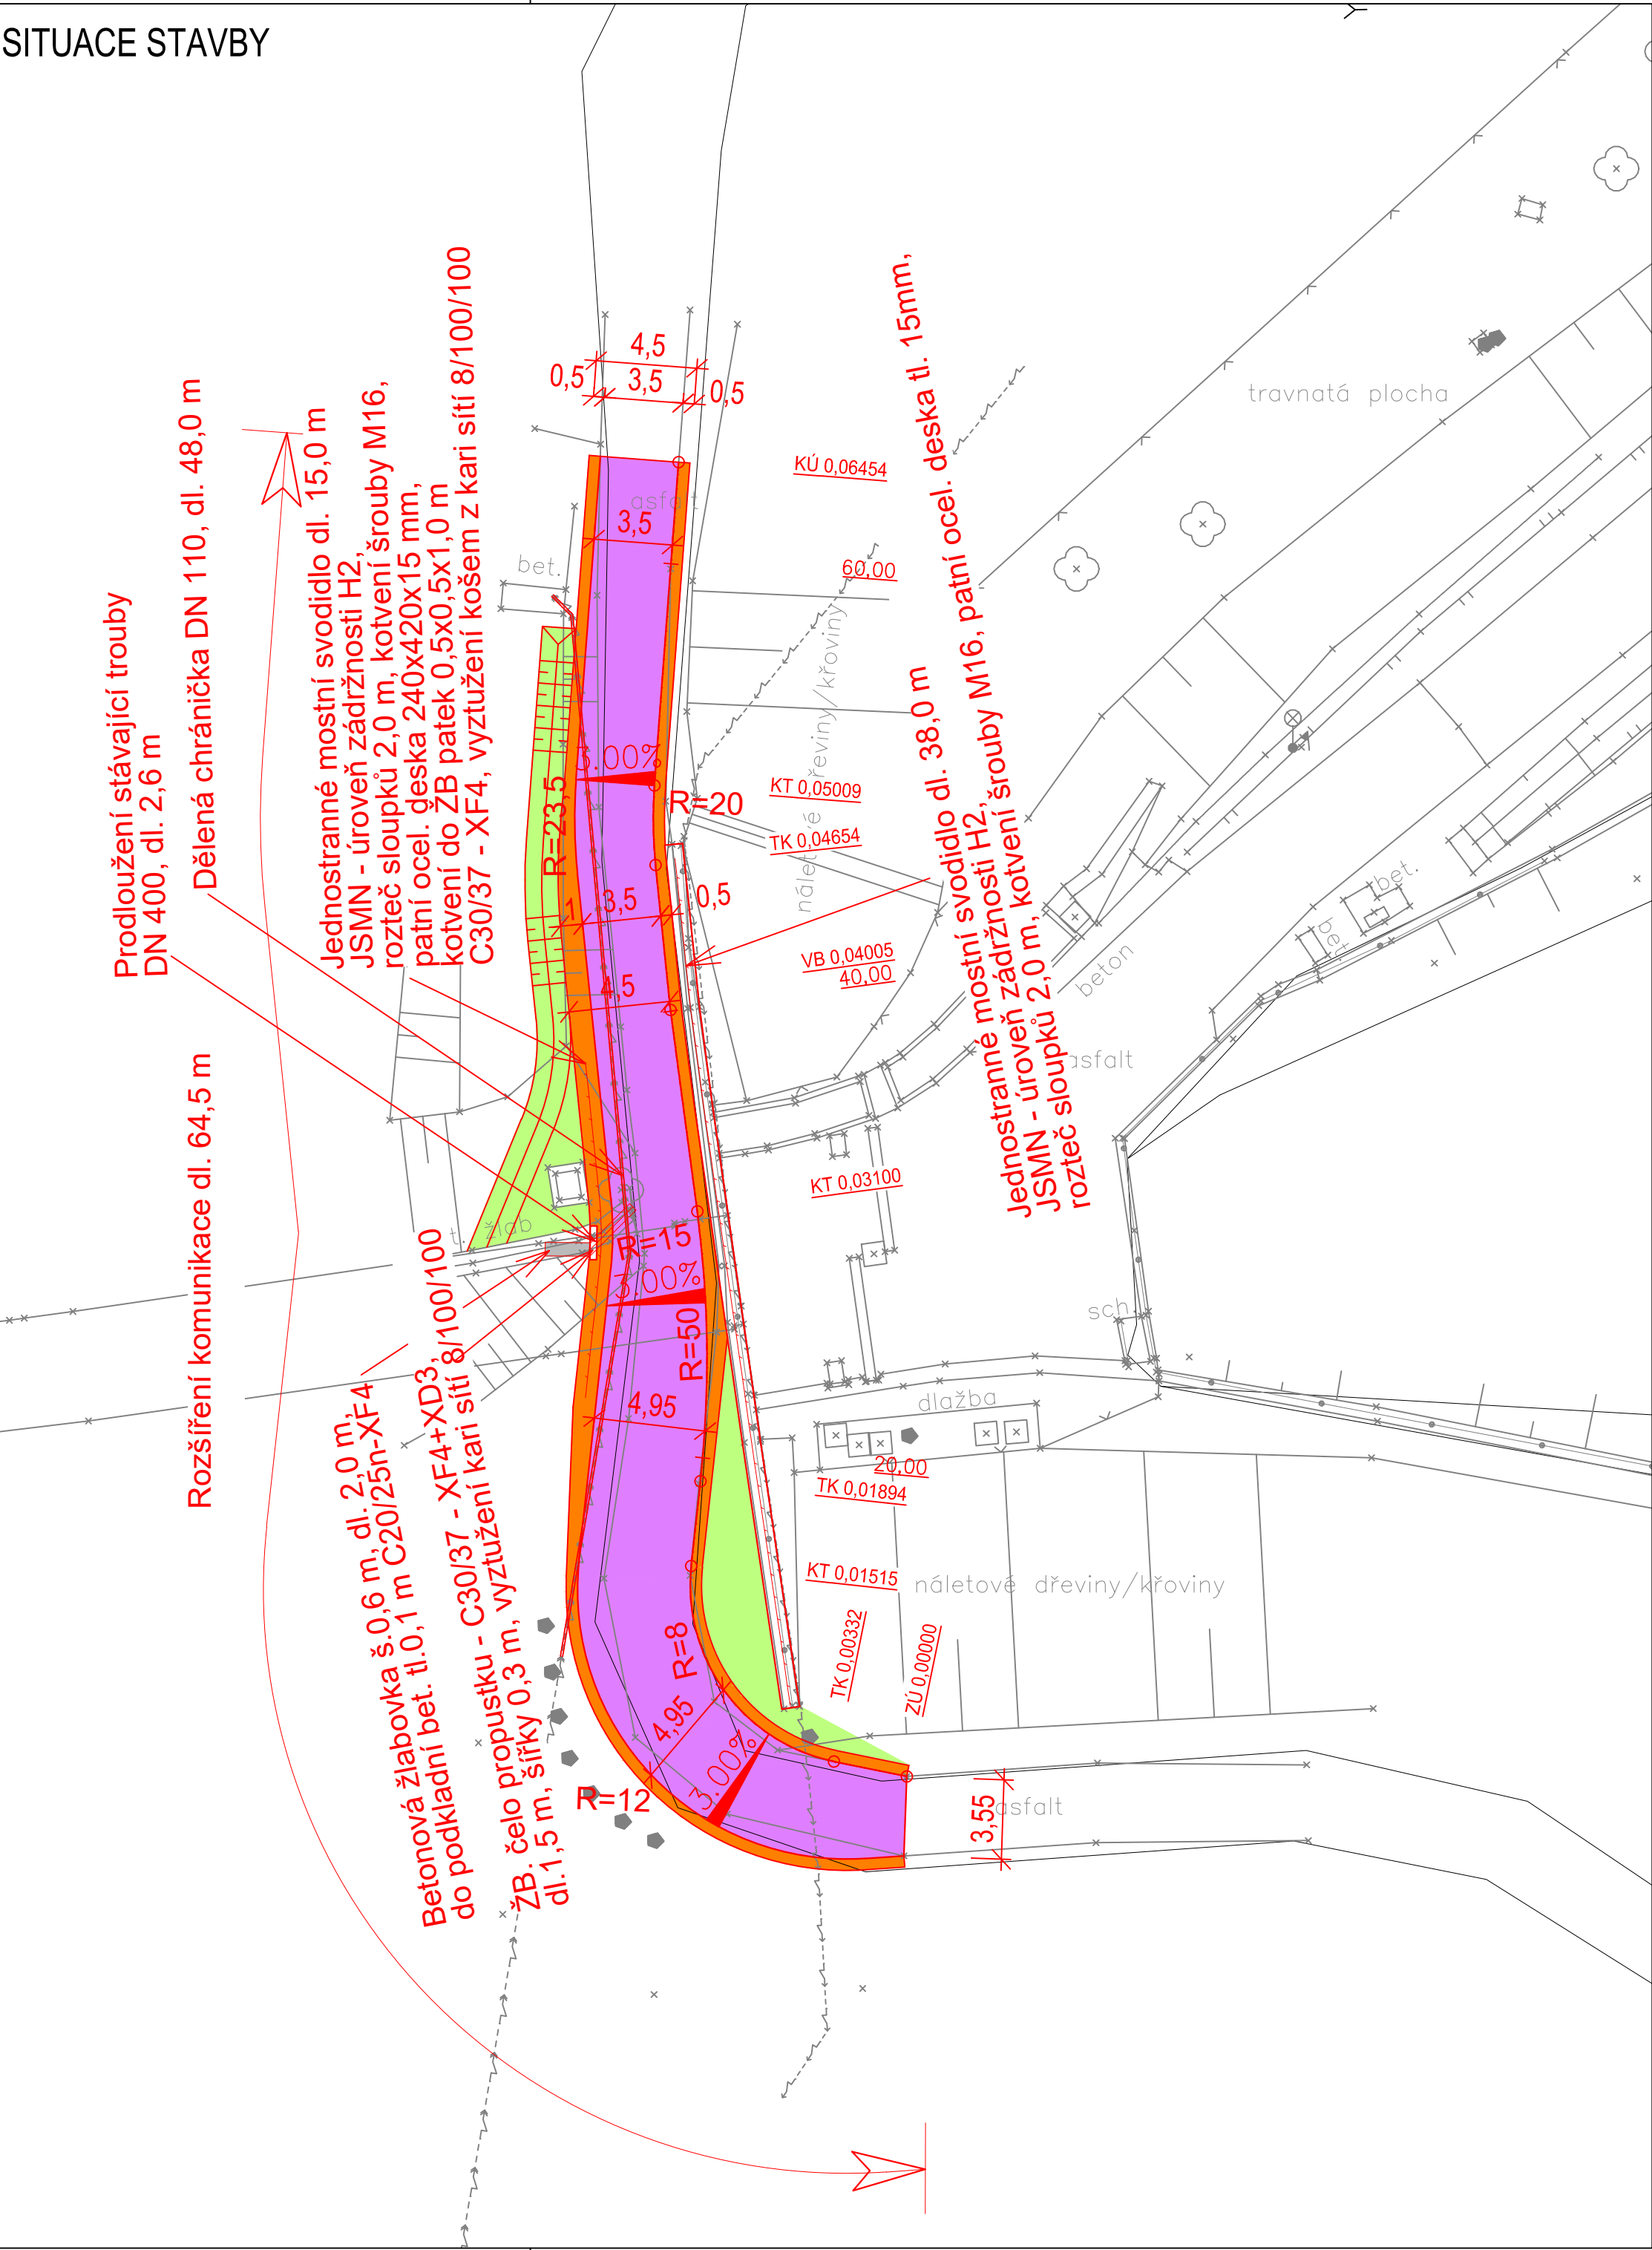 SITUACE STAVBY
Prodloužení stávající trouby
DN 400, dl. 2,6 m
Dělená chránička DN 110, dl. 48,0 m
Jednostranné mostní svodidlo dl. 15,0 m
JSMN - úroveň zádržnosti H2,
rozteč sloupků 2,0 m, kotvení šrouby M16,
patní ocel. deska 240x420x15 mm,
kotvení do ŽB patek 0,5x0,5x1,0 m
C30/37 - XF4, vyztužení košem z kari sítí 8/100/100
4,5
0,5
3,5
0,5
asfalt
3,5
bet.
KÚ 0,06454
60,00
travnatá plocha
náletové dřeviny/křoviny
3.00%
R=23,5
R=20
KT 0,05009
TK 0,04654
1
3,5
0,5
4,5
VB 0,04005
40,00
Jednostranné mostní svodidlo dl. 38,0 m
JSMN - úroveň zádržnosti H2,
rozteč sloupků 2,0 m, kotvení šrouby M16, patní ocel. deska tl. 15mm,
beton
bet.
bet.
asfalt
Rozšíření komunikace dl. 64,5 m
KT 0,03100
žlab
R=15
3.00%
R=50
sch.
4,95
dlažba
20,00
TK 0,01894
KT 0,01515
náletové dřeviny/křoviny
TK 0,00332
ZÚ 0,00000
Betonová žlabovka š.0,6 m, dl. 2,0 m,
do podkladní bet. tl.0,1 m C20/25n-XF4
ŽB. čelo propustku - C30/37 - XF4+XD3,
dl.1,5 m, šířky 0,3 m, vyztužení kari sítí 8/100/100
R=8
4,95
3.00%
R=12
3,55
asfalt